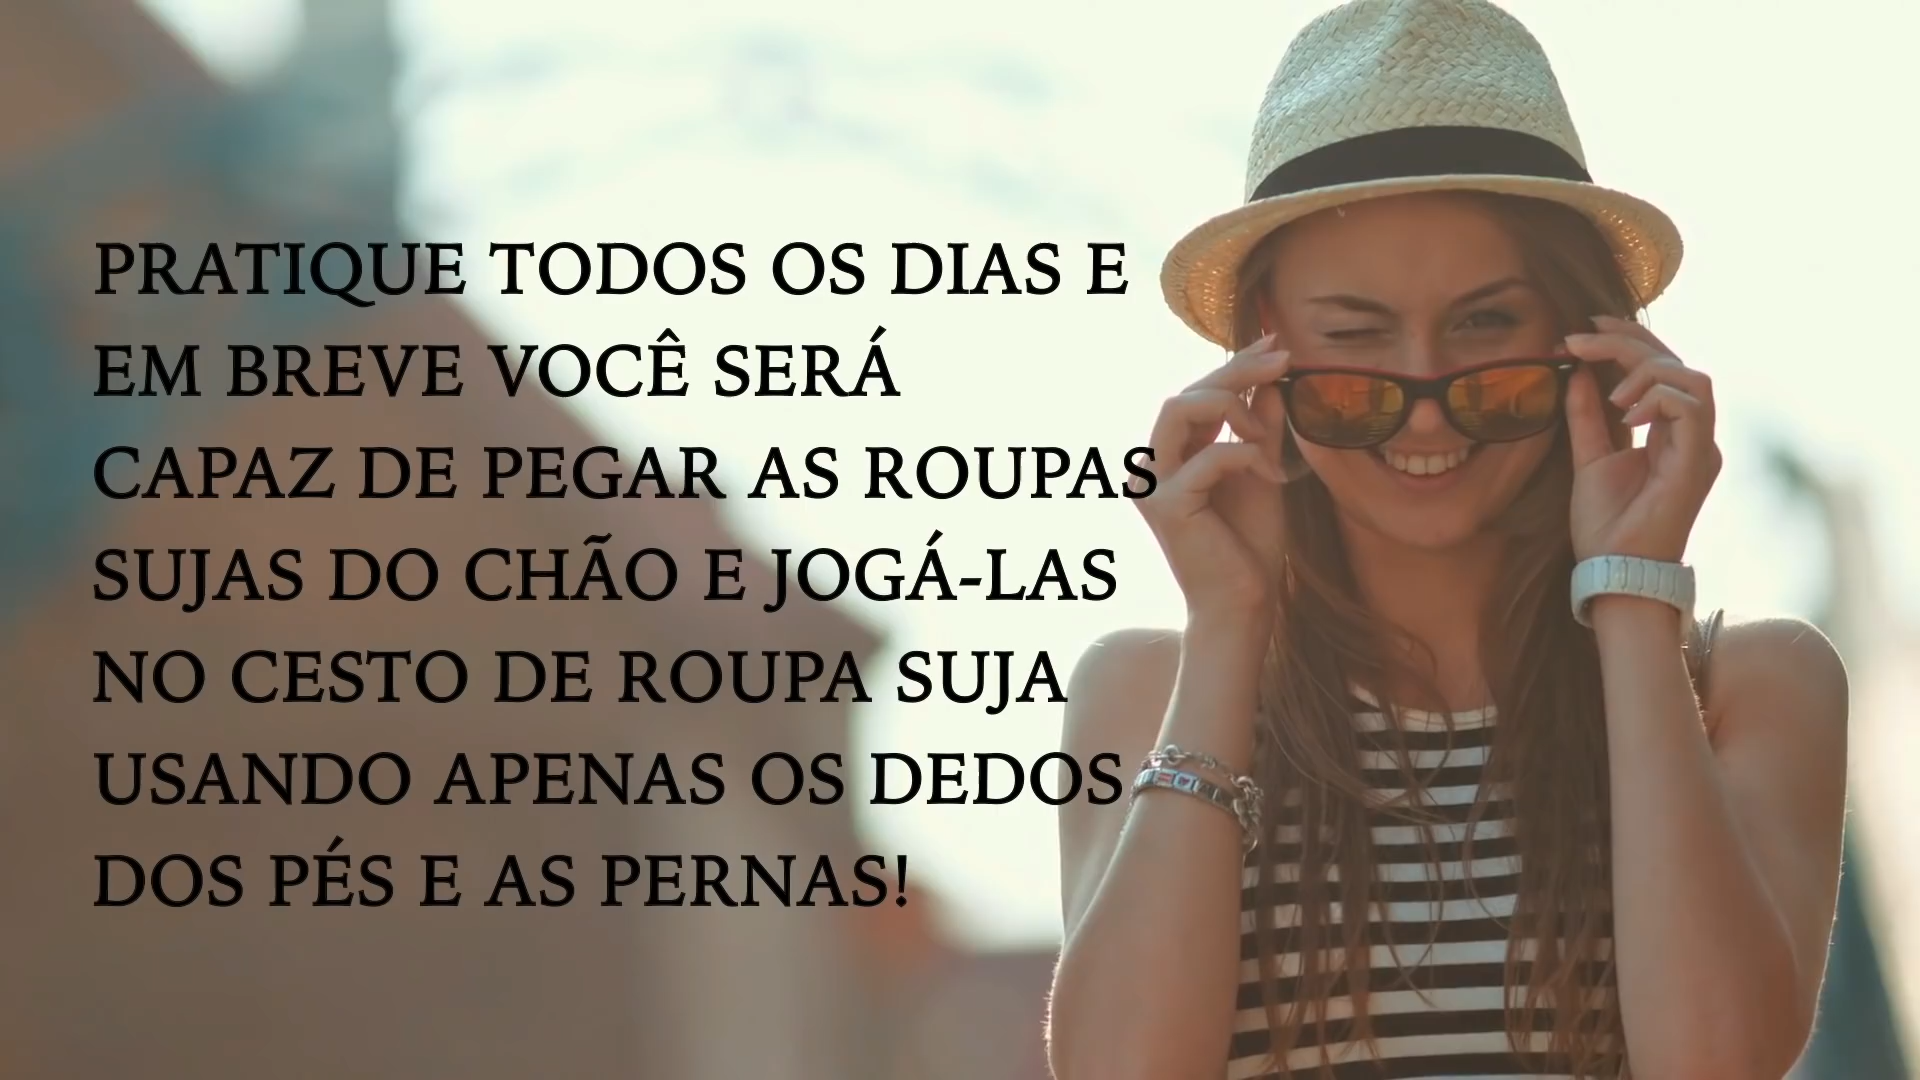 PRATIQUE TODOS OS DIAS E
EM BREVE VOCÊ SERÁ
CAPAZ DE PEGAR AS ROUPAS
SUJAS DO CHÃO E JOGÁ-LAS
NO CESTO DE ROUPA SUJA
USANDO APENAS OS DEDOS
DOS PÉS E AS PERNAS!